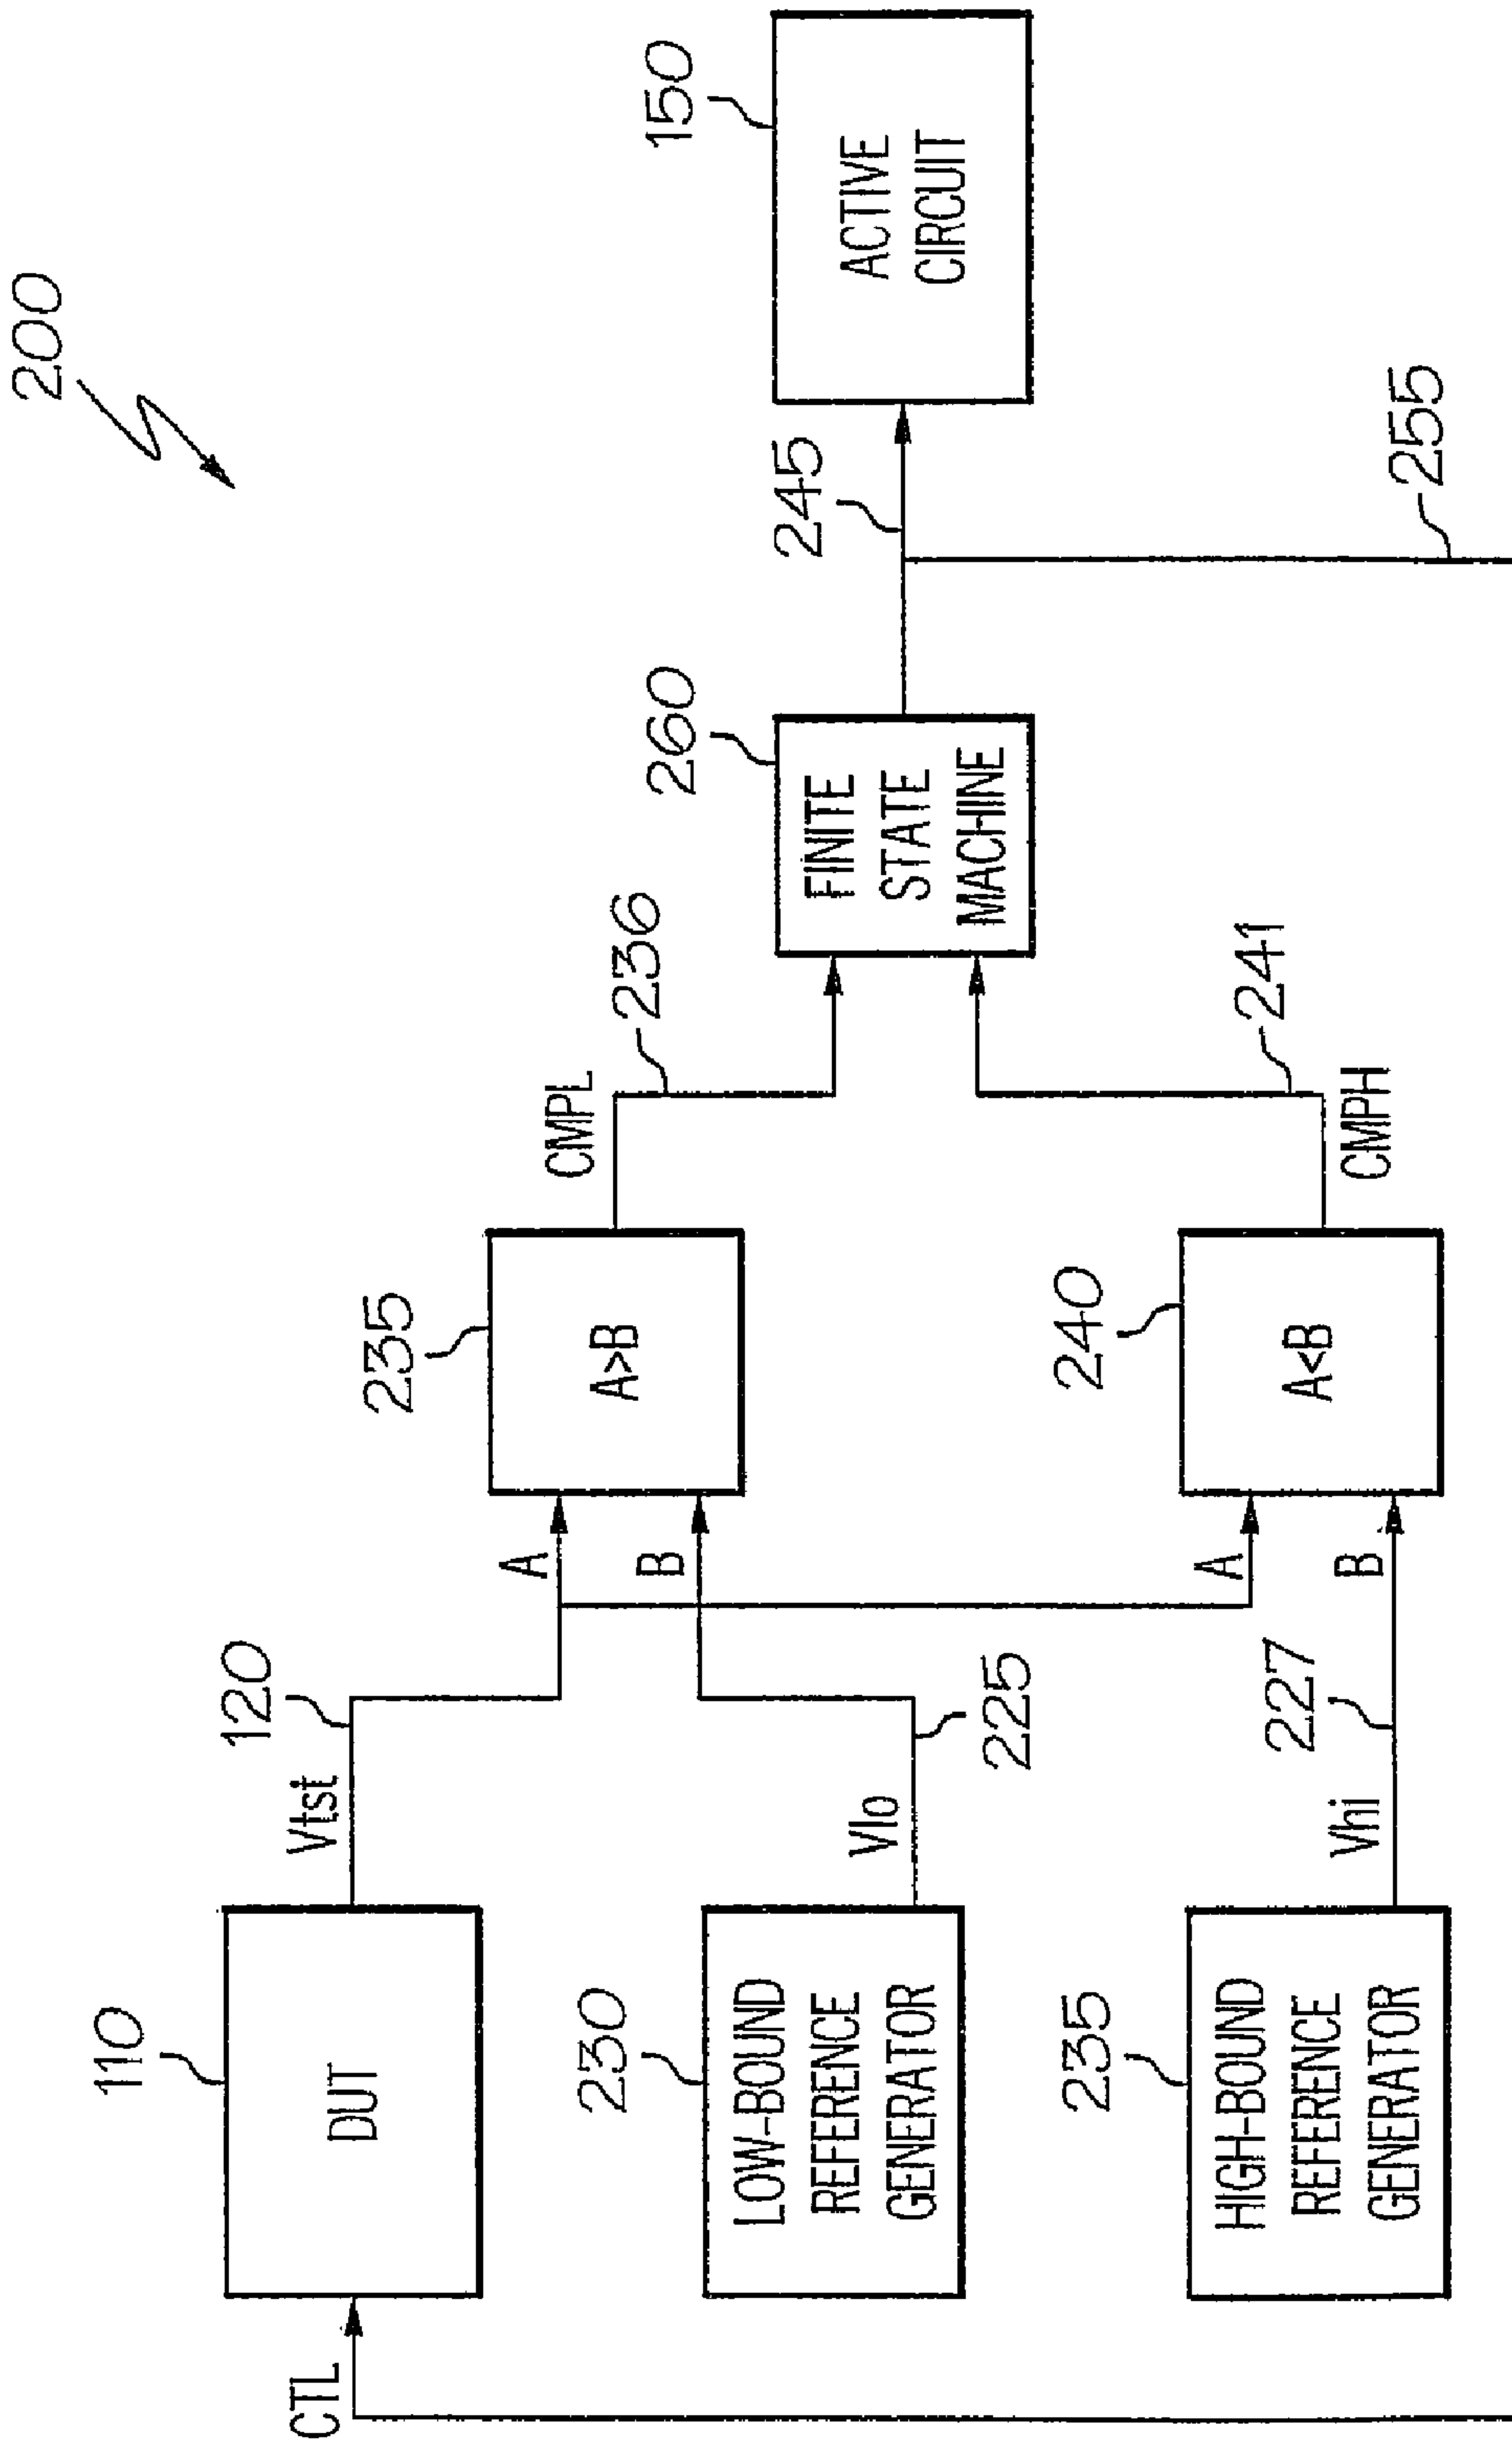 200
110
DUT
CTL
Vtst
120
230
LOW-BOUND
REFERENCE
GENERATOR
Vlo
225
235
HIGH-BOUND
REFERENCE
GENERATOR
Vhi
227
A
B
235
A>B
A
B
240
A<B
CMPL
236
CMPH
241
260
FINITE
STATE
MACHINE
245
255
150
ACTIVE
CIRCUIT